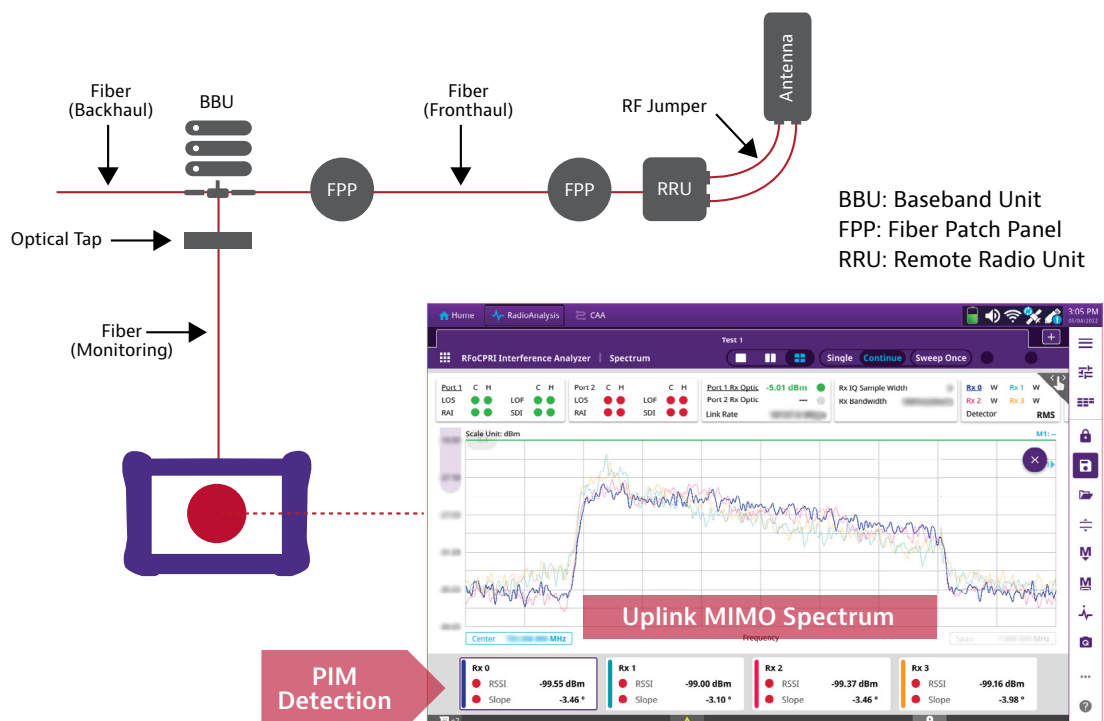 Fiber
(Backhaul)
BBU
Fiber
(Fronthaul)
RF Jumper
Antenna
FPP
FPP
RRU
Optical Tap
Fiber
(Monitoring)
BBU: Baseband Unit
FPP: Fiber Patch Panel
RRU: Remote Radio Unit
Home RadioAnalysis CAA 3:05 PM
05/04/2022
Test 1
RFoCPRI Interference Analyzer | Spectrum Single Continue Sweep Once
Port 1 C H C H Port 2 C H C H Port 1 Rx Optic -5.01 dBm Rx IQ Sample Width Rx 0 W Rx 1 W
LOS LOF LOS LOF Port 2 Rx Optic --- Rx Bandwidth Rx 2 W Rx 3 W
RAI SDI RAI SDI Link Rate Detector RMS
Scale Unit: dBm M1: --
Uplink MIMO Spectrum
Center MHz Frequency Span MHz
PIM
Detection
Rx 0
RSSI -99.55 dBm
Slope -3.46 °
Rx 1
RSSI -99.00 dBm
Slope -3.10 °
Rx 2
RSSI -99.37 dBm
Slope -3.46 °
Rx 3
RSSI -99.16 dBm
Slope -3.98 °